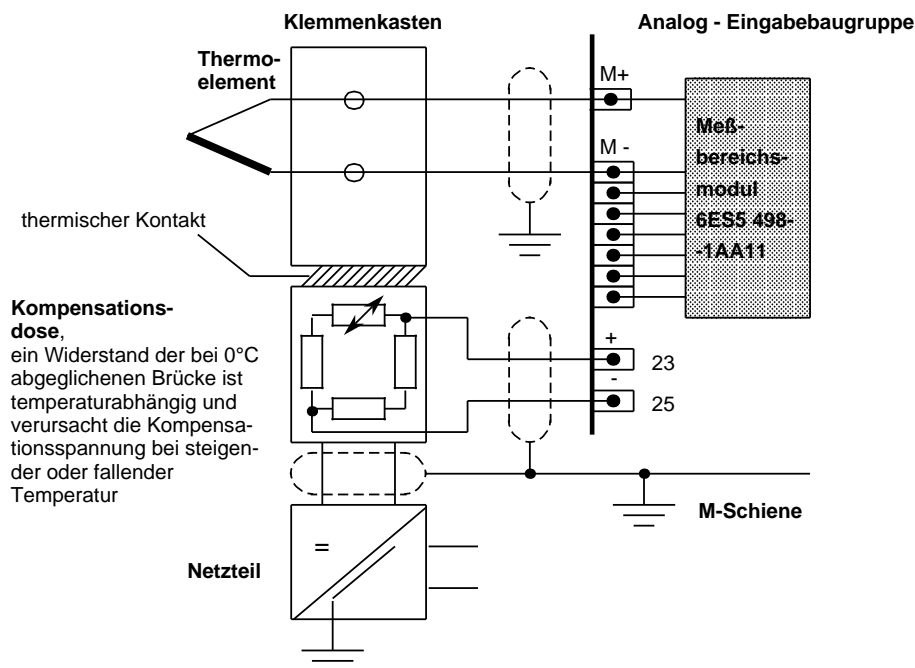 Klemmenkasten
Analog - Eingabebaugruppe
Thermo-
element
M+
Meß-
bereichs-
modul
6ES5 498-
-1AA11
M -
thermischer Kontakt
Kompensations-
dose,
ein Widerstand der bei 0°C
abgeglichenen Brücke ist
temperaturabhängig und
verursacht die Kompensa-
tionsspannung bei steigen-
der oder fallender
Temperatur
+
23
-
25
M-Schiene
=
Netzteil